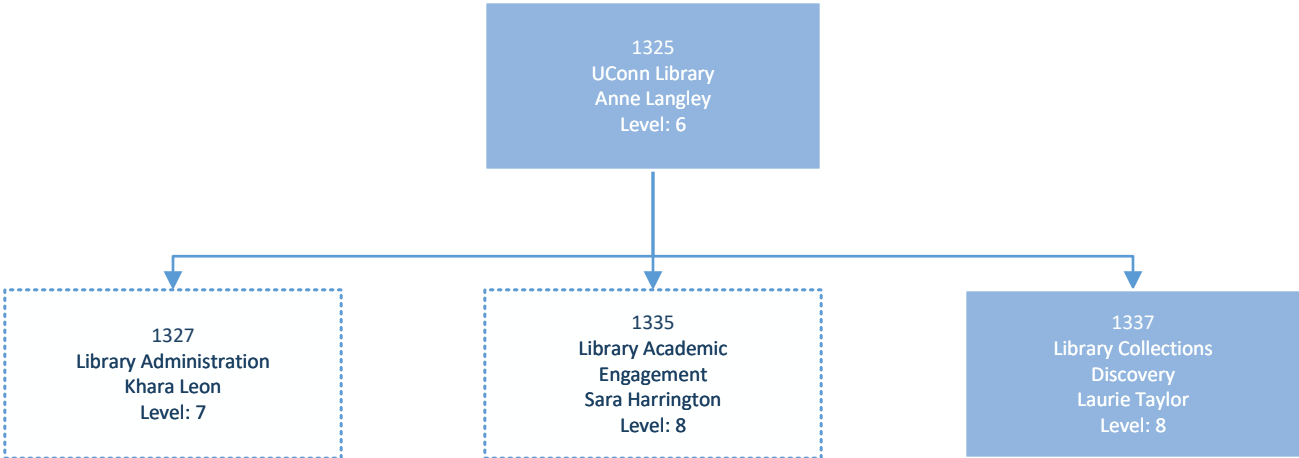 1325
UConn Library
Anne Langley
Level: 6
1327
Library Administration
Khara Leon
Level: 7
1335
Library Academic
Engagement
Sara Harrington
Level: 8
1337
Library Collections
Discovery
Laurie Taylor
Level: 8